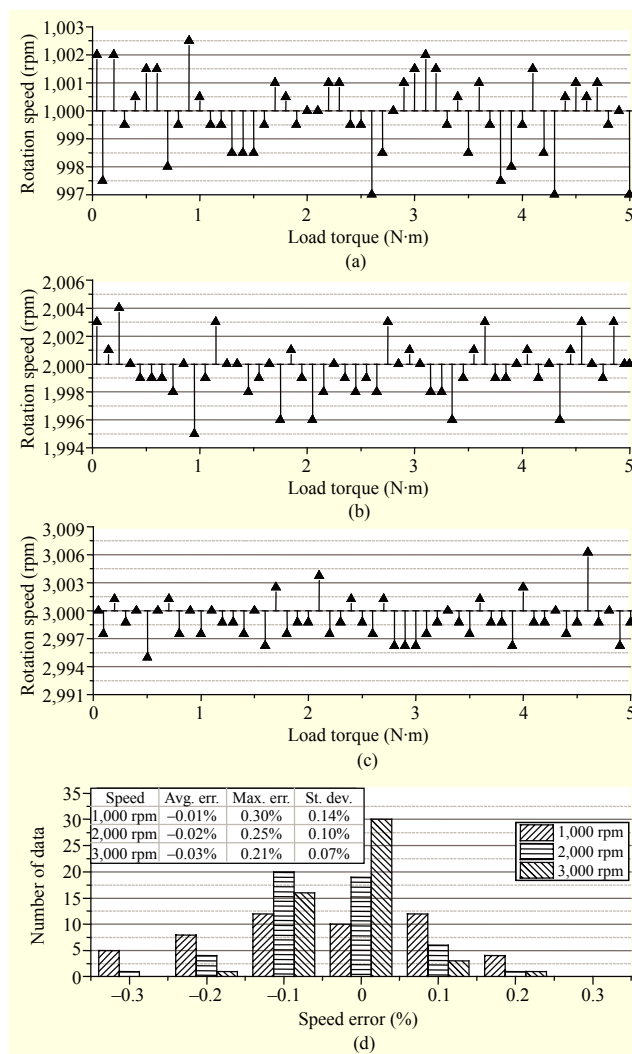 1,003
1,002
1,001
1,000
999
998
997
Rotation speed (rpm)
0 1 2 3 4 5
Load torque (N·m)
(a)
2,006
2,004
2,002
2,000
1,998
1,996
1,994
Rotation speed (rpm)
0 1 2 3 4 5
Load torque (N·m)
(b)
3,009
3,006
3,003
3,000
2,997
2,994
2,991
Rotation speed (rpm)
0 1 2 3 4 5
Load torque (N·m)
(c)
35
30
25
20
15
10
5
0
Number of data
Speed Avg. err. Max. err. St. dev.
1,000 rpm –0.01% 0.30% 0.14%
2,000 rpm –0.02% 0.25% 0.10%
3,000 rpm –0.03% 0.21% 0.07%
1,000 rpm
2,000 rpm
3,000 rpm
–0.3 –0.2 –0.1 0 0.1 0.2 0.3
Speed error (%)
(d)